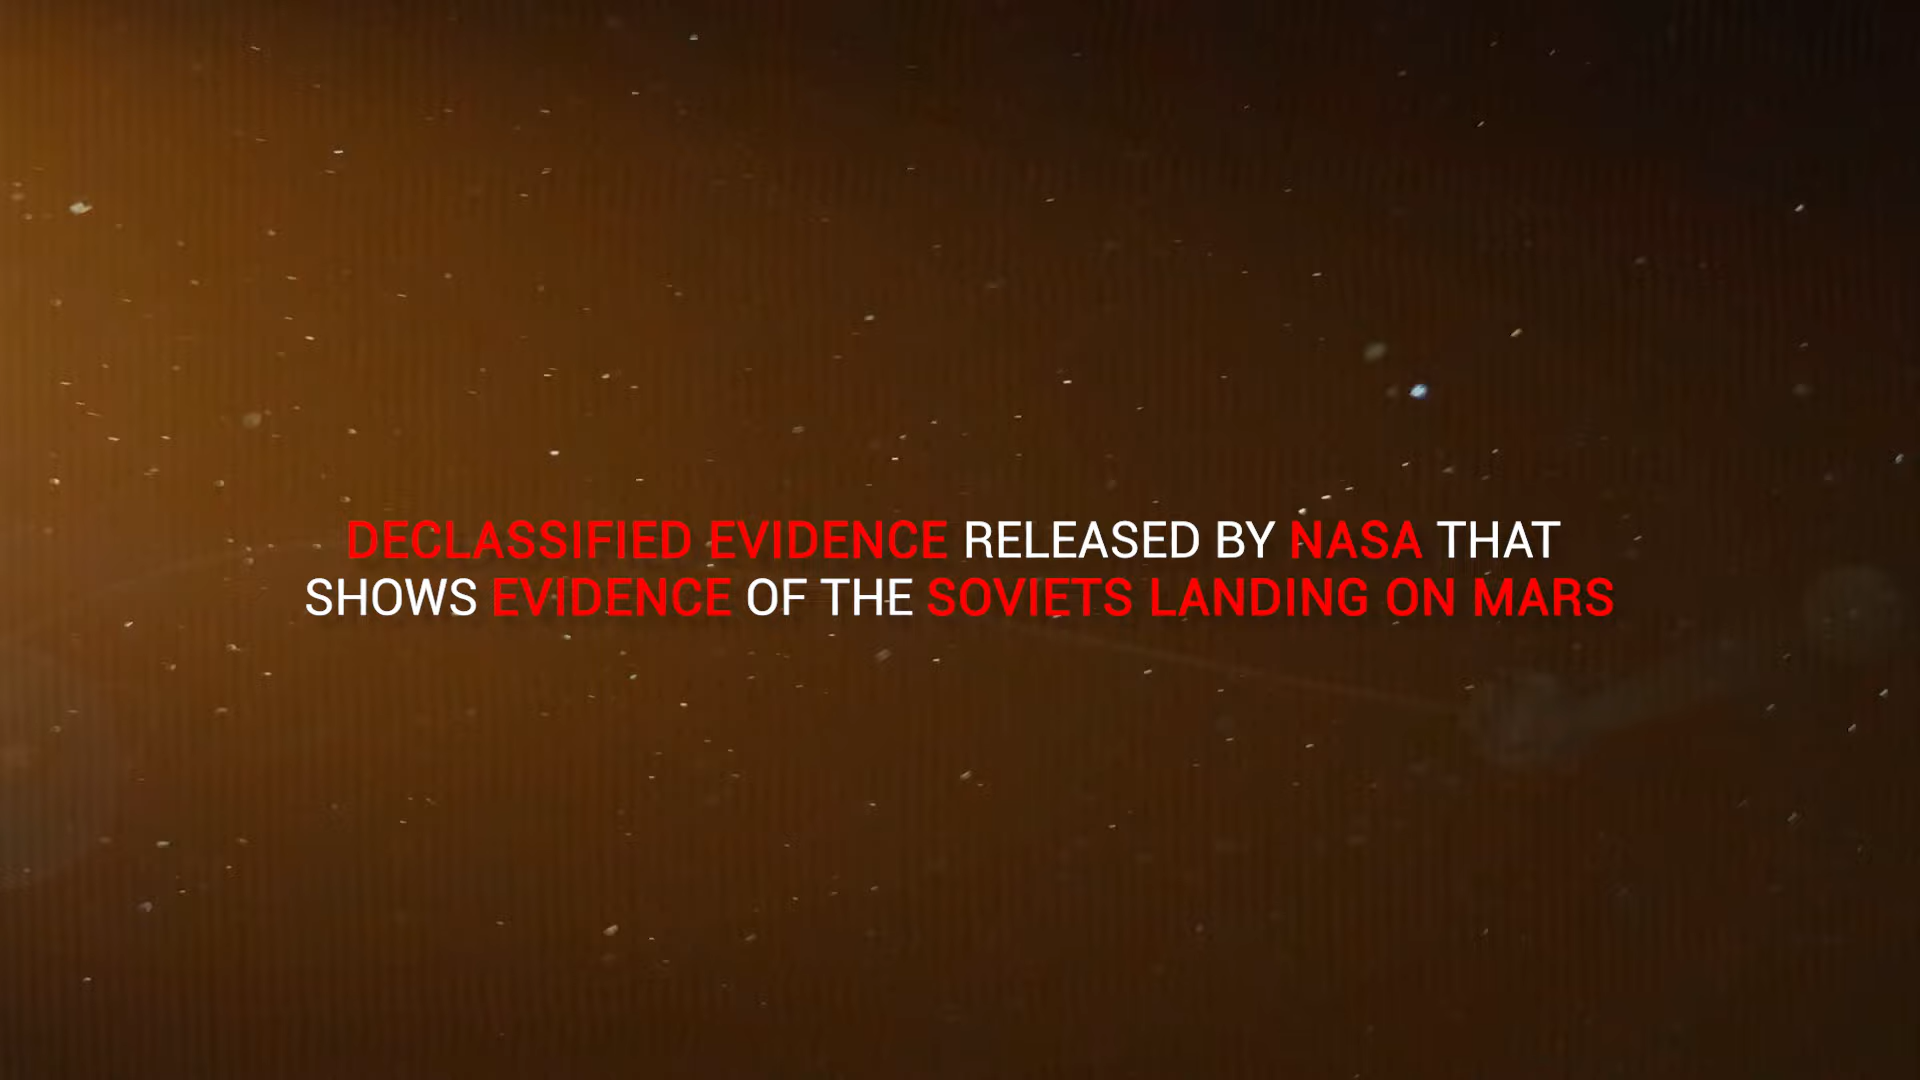 DECLASSIFIED EVIDENCE RELEASED BY NASA THAT
SHOWS EVIDENCE OF THE SOVIETS LANDING ON MARS